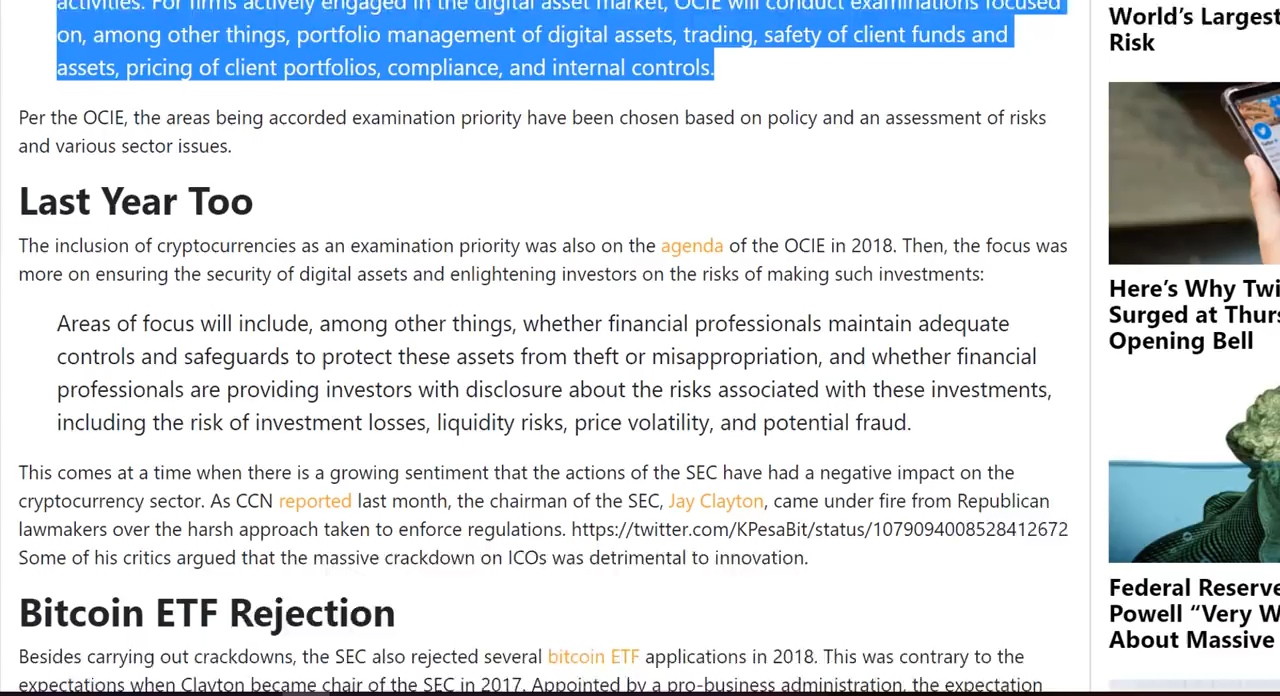 activities. For firms actively engaged in the digital asset market, OCIE will conduct examinations focused
on, among other things, portfolio management of digital assets, trading, safety of client funds and
assets, pricing of client portfolios, compliance, and internal controls.
Per the OCIE, the areas being accorded examination priority have been chosen based on policy and an assessment of risks
and various sector issues.
Last Year Too
The inclusion of cryptocurrencies as an examination priority was also on the agenda of the OCIE in 2018. Then, the focus was
more on ensuring the security of digital assets and enlightening investors on the risks of making such investments:
Areas of focus will include, among other things, whether financial professionals maintain adequate
controls and safeguards to protect these assets from theft or misappropriation, and whether financial
professionals are providing investors with disclosure about the risks associated with these investments,
including the risk of investment losses, liquidity risks, price volatility, and potential fraud.
This comes at a time when there is a growing sentiment that the actions of the SEC have had a negative impact on the
cryptocurrency sector. As CCN reported last month, the chairman of the SEC, Jay Clayton, came under fire from Republican
lawmakers over the harsh approach taken to enforce regulations. https://twitter.com/KPesaBit/status/1079094008528412672
Some of his critics argued that the massive crackdown on ICOs was detrimental to innovation.
Bitcoin ETF Rejection
Besides carrying out crackdowns, the SEC also rejected several bitcoin ETF applications in 2018. This was contrary to the
expectations when Clayton became chair of the SEC in 2017. Appointed by a pro-business administration, the expectation
World's Largest
Risk
Here's Why Twi
Surged at Thurs
Opening Bell
Federal Reserve
Powell "Very W
About Massive